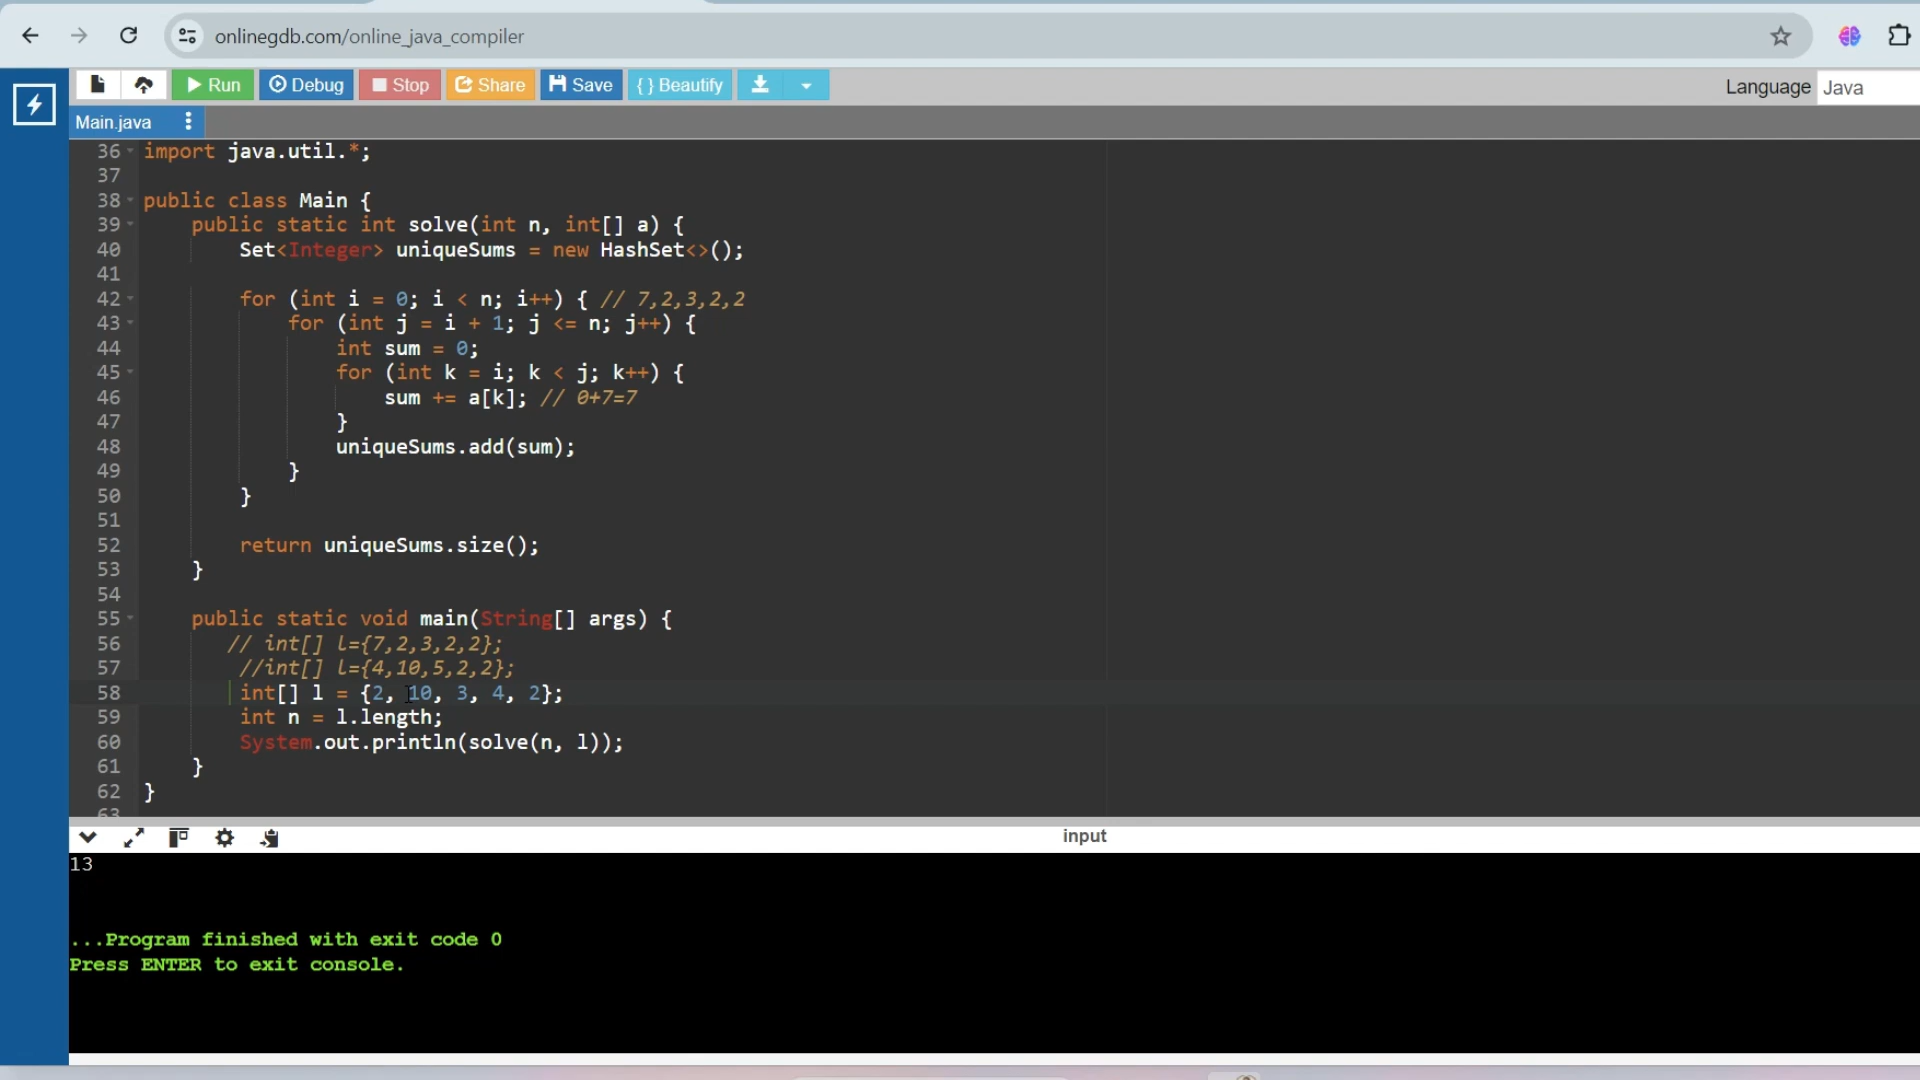 onlinegdb.com/online_java_compiler
Run Debug Stop Share Save { } Beautify Language Java
Main.java
36 import java.util.*;
37
38 public class Main {
39 public static int solve(int n, int[] a) {
40 Set<Integer> uniqueSums = new HashSet<>();
41
42 for (int i = 0; i < n; i++) { // 7,2,3,2,2
43 for (int j = i + 1; j <= n; j++) {
44 int sum = 0;
45 for (int k = i; k < j; k++) {
46 sum += a[k]; // 0+7=7
47 }
48 uniqueSums.add(sum);
49 }
50 }
51
52 return uniqueSums.size();
53 }
54
55 public static void main(String[] args) {
56 // int[] l={7,2,3,2,2};
57 //int[] l={4,10,5,2,2};
58 int[] l = {2, 10, 3, 4, 2};
59 int n = l.length;
60 System.out.println(solve(n, l));
61 }
62 }
63
input
13
...Program finished with exit code 0
Press ENTER to exit console.